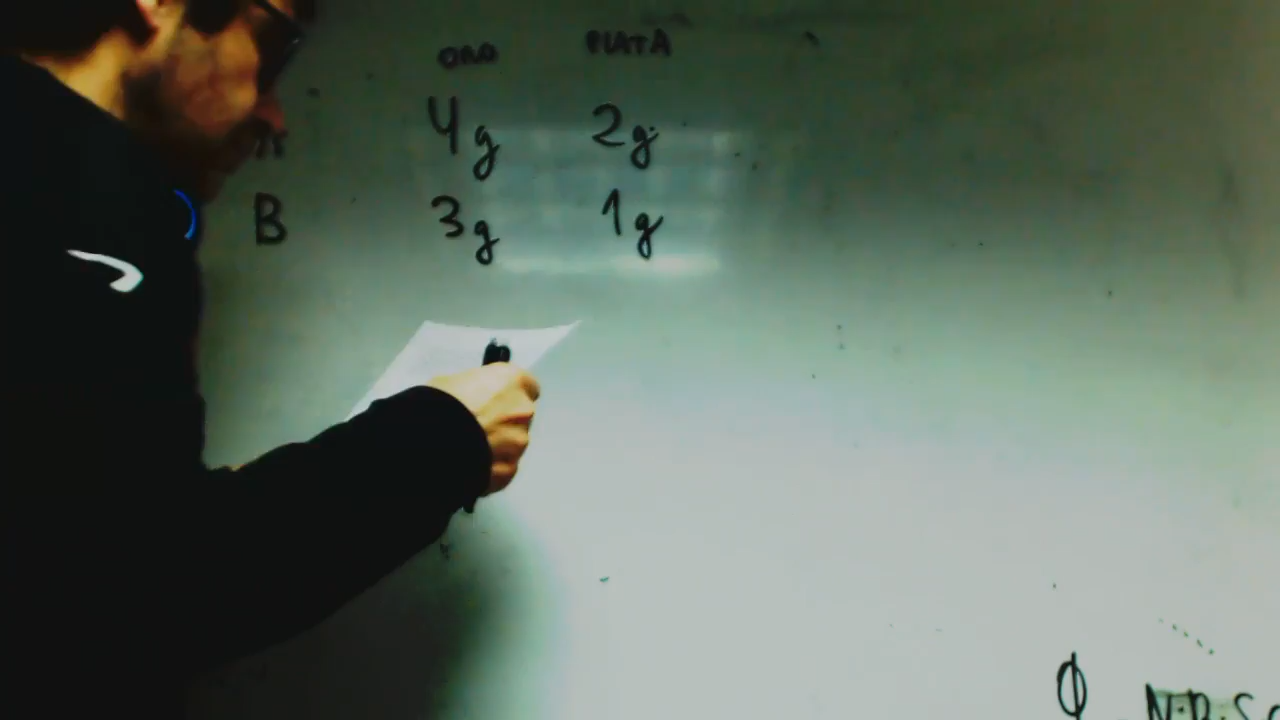 ORO PLATA
A 4g 2g
B 3g 1g
Φ N.P.S